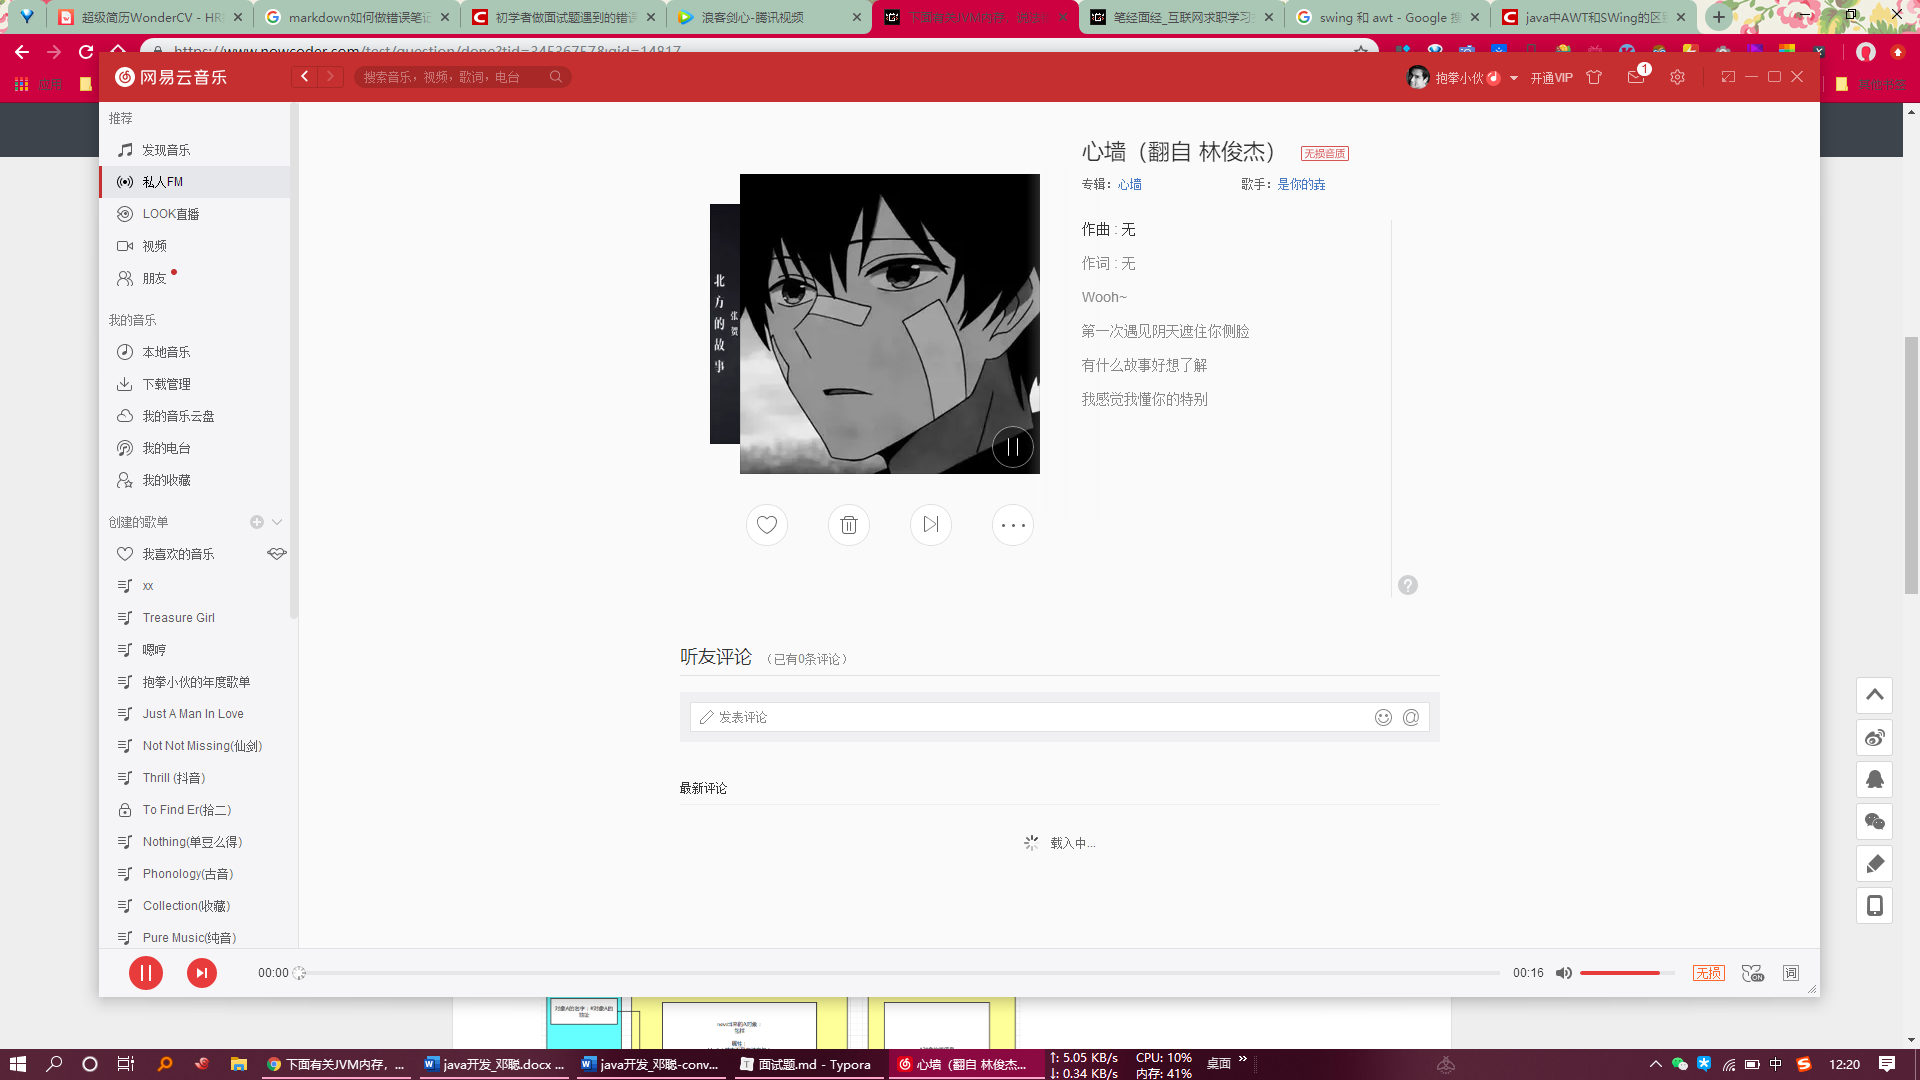 超级简历WonderCV - HR
markdown如何做错误笔记
初学者做面试题遇到的错误
浪客剑心-腾讯视频
下面有关JVM内存，说法
笔经面经_互联网求职学习
swing 和 awt - Google 搜
java中AWT和SWing的区别
https://www.nowcoder.com/test/question/done?tid=34536757&qid=14817
应用
网易云音乐
搜索音乐，视频，歌词，电台
抱拳小伙
开通VIP
1
推荐
发现音乐
私人FM
LOOK直播
视频
朋友
我的音乐
本地音乐
下载管理
我的音乐云盘
我的电台
我的收藏
创建的歌单
我喜欢的音乐
xx
Treasure Girl
嗯哼
抱拳小伙的年度歌单
Just A Man In Love
Not Not Missing(仙剑)
Thrill (抖音)
To Find Er(拾二)
Nothing(单豆么得)
Phonology(古音)
Collection(收藏)
Pure Music(纯音)
北方的故事
张贺
心墙（翻自 林俊杰）
无损音质
专辑：心墙
歌手：是你的垚
作曲 : 无
作词 : 无
Wooh~
第一次遇见阴天遮住你侧脸
有什么故事好想了解
我感觉我懂你的特别
听友评论 （已有0条评论）
发表评论
最新评论
载入中...
00:00
00:16
无损
ON
词
下面有关JVM内存，...
java开发_邓聪.docx ...
java开发_邓聪-conv...
面试题.md - Typora
心墙（翻自 林俊杰...
↑: 5.05 KB/s
↓: 0.34 KB/s
CPU: 10%
内存: 41%
桌面
中
12:20